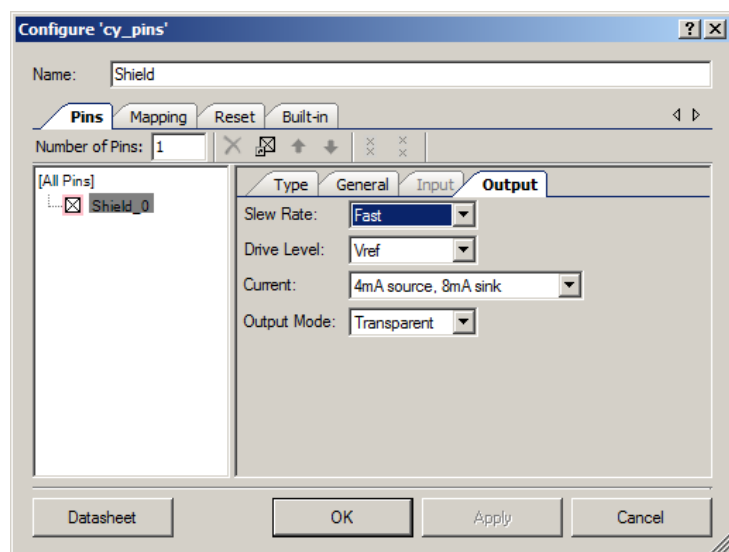 Configure 'cy_pins'
Name: Shield
Pins Mapping Reset Built-in
Number of Pins: 1
[All Pins]
Shield_0
Type General Input Output
Slew Rate: Fast
Drive Level: Vref
Current: 4mA source, 8mA sink
Output Mode: Transparent
Datasheet OK Apply Cancel